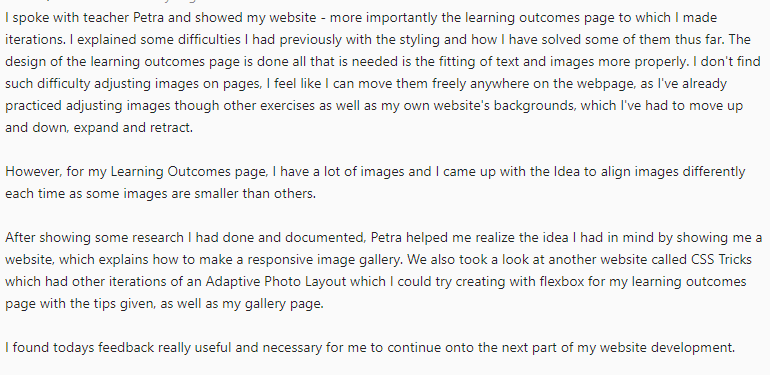 I spoke with teacher Petra and showed my website - more importantly the learning outcomes page to which I made
iterations. I explained some difficulties I had previously with the styling and how I have solved some of them thus far. The
design of the learning outcomes page is done all that is needed is the fitting of text and images more properly. I don't find
such difficulty adjusting images on pages, I feel like I can move them freely anywhere on the webpage, as I've already
practiced adjusting images though other exercises as well as my own website's backgrounds, which I've had to move up
and down, expand and retract.
However, for my Learning Outcomes page, I have a lot of images and I came up with the Idea to align images differently
each time as some images are smaller than others.
After showing some research I had done and documented, Petra helped me realize the idea I had in mind by showing me a
website, which explains how to make a responsive image gallery. We also took a look at another website called CSS Tricks
which had other iterations of an Adaptive Photo Layout which I could try creating with flexbox for my learning outcomes
page with the tips given, as well as my gallery page.
I found todays feedback really useful and necessary for me to continue onto the next part of my website development.